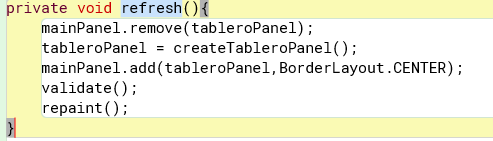 private void refresh(){
mainPanel.remove(tableroPanel);
tableroPanel = createTableroPanel();
mainPanel.add(tableroPanel,BorderLayout.CENTER);
validate();
repaint();
}